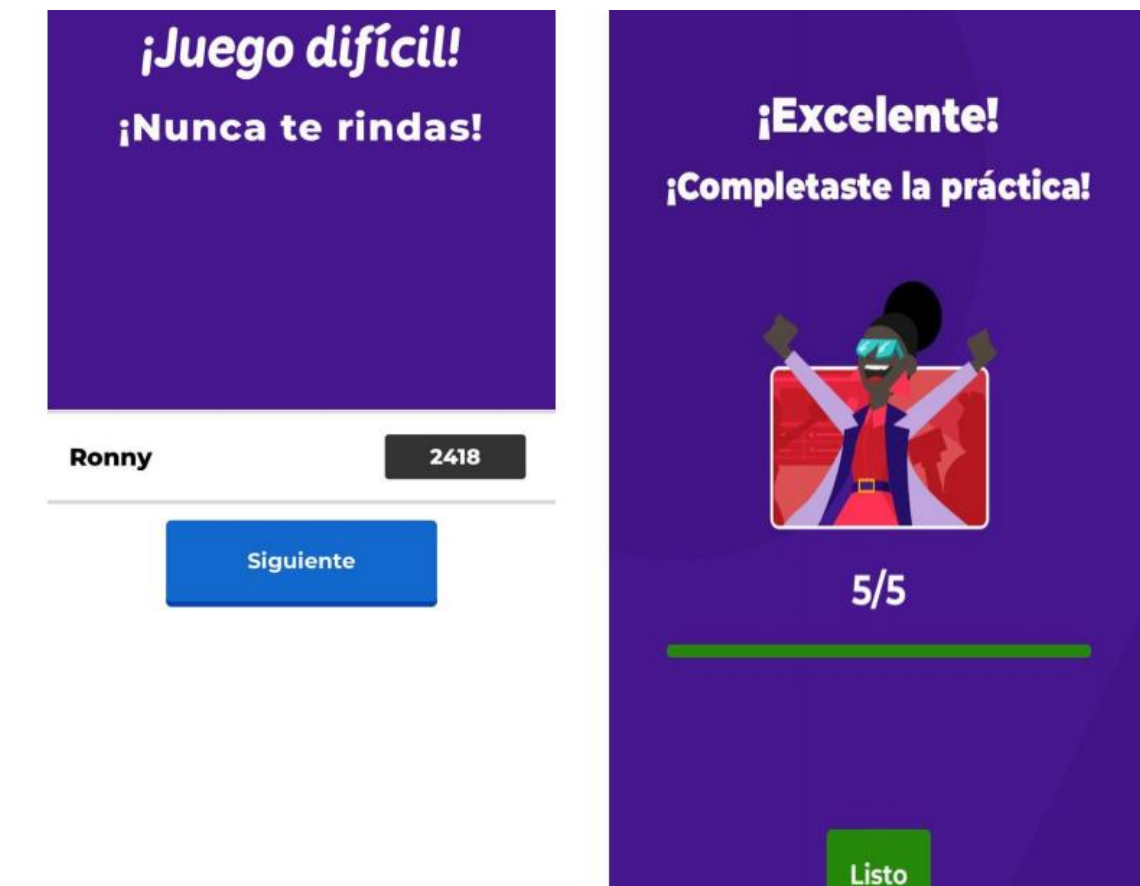 ¡Juego difícil!
¡Nunca te rindas!
Ronny
2418
Siguiente
¡Excelente!
¡Completaste la práctica!
5/5
Listo